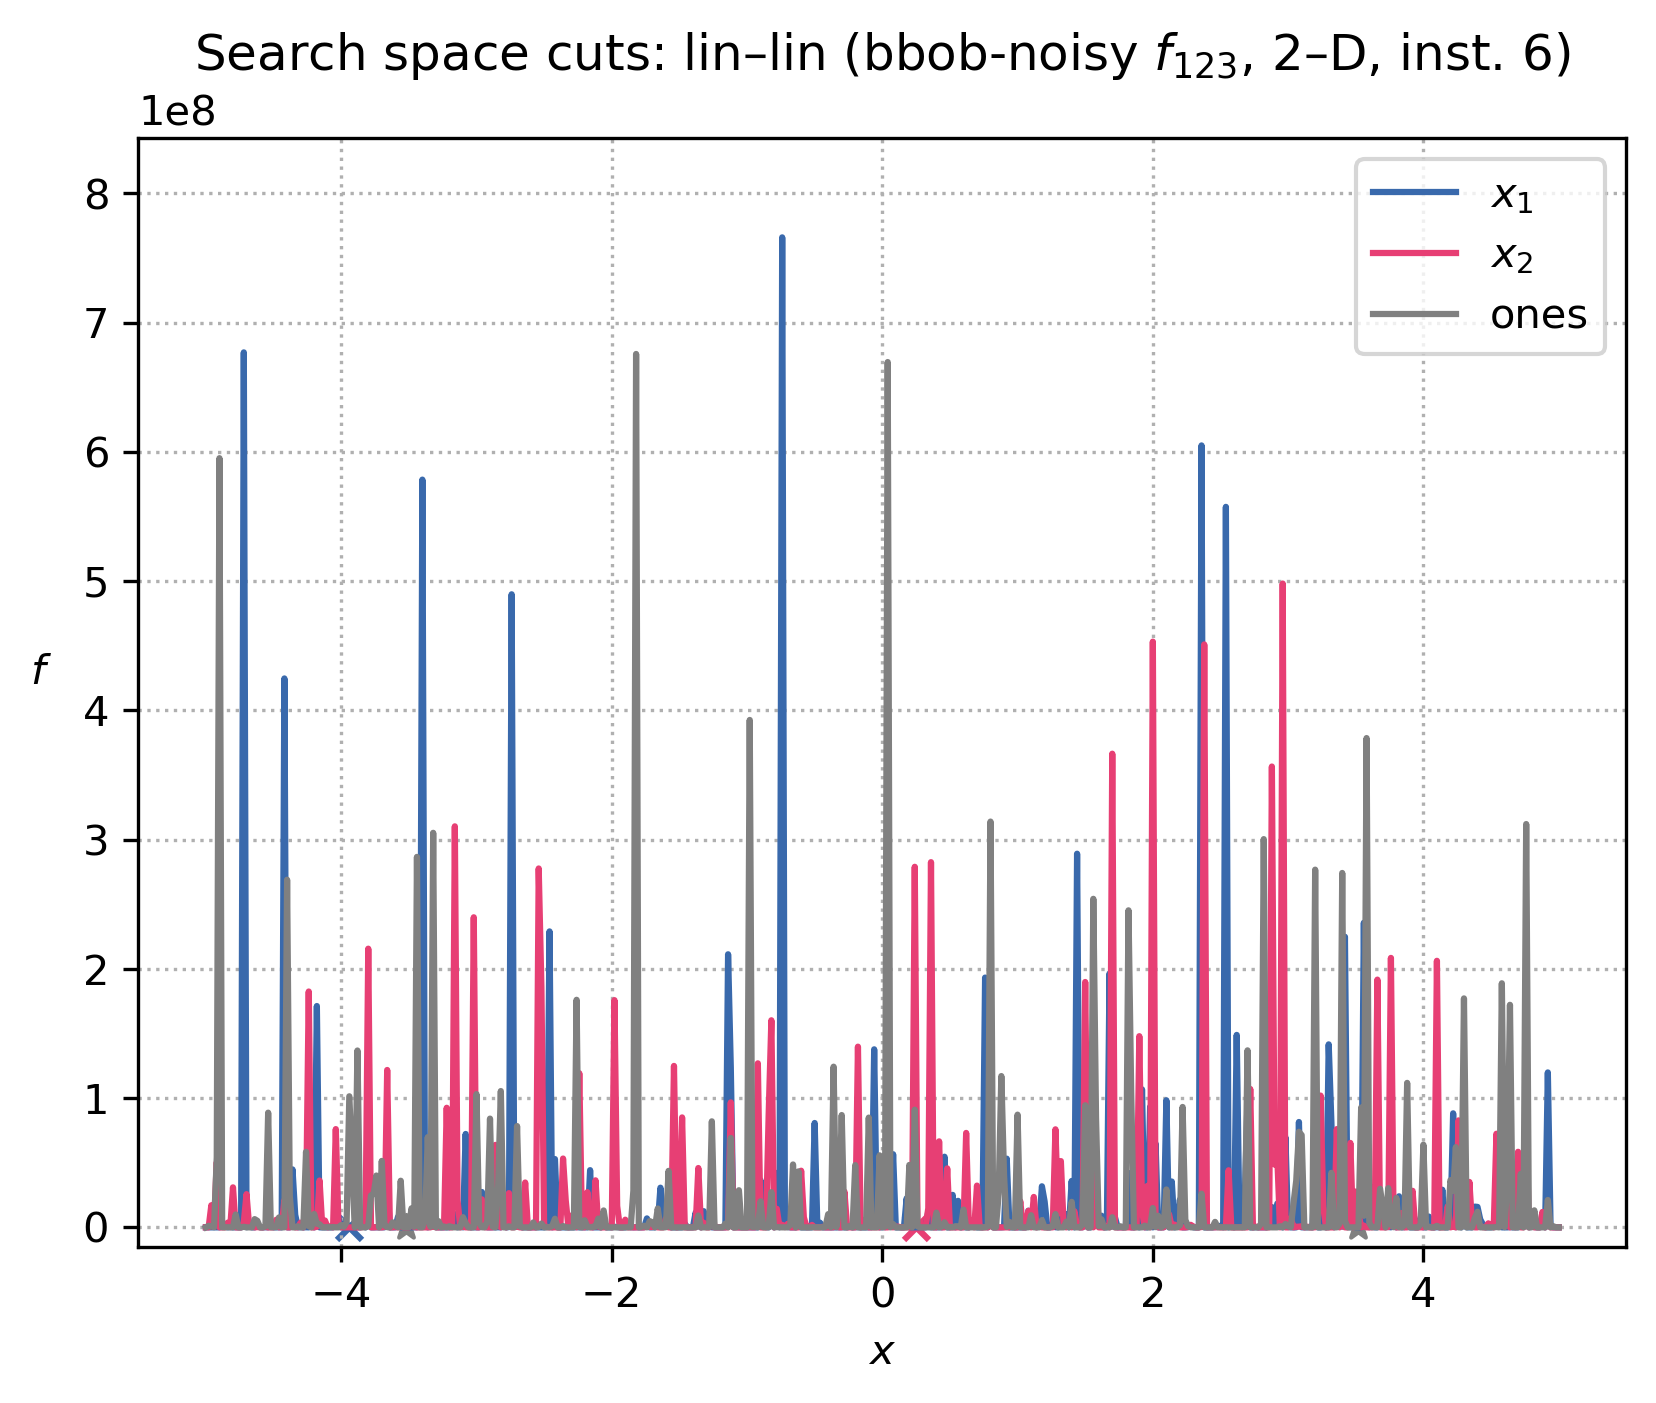 Search space cuts: lin–lin (bbob-noisy f₁₂₃, 2–D, inst. 6)
1e8
8
7
6
5
4
3
2
1
0
f
x₁
x₂
ones
−4
−2
0
2
4
x